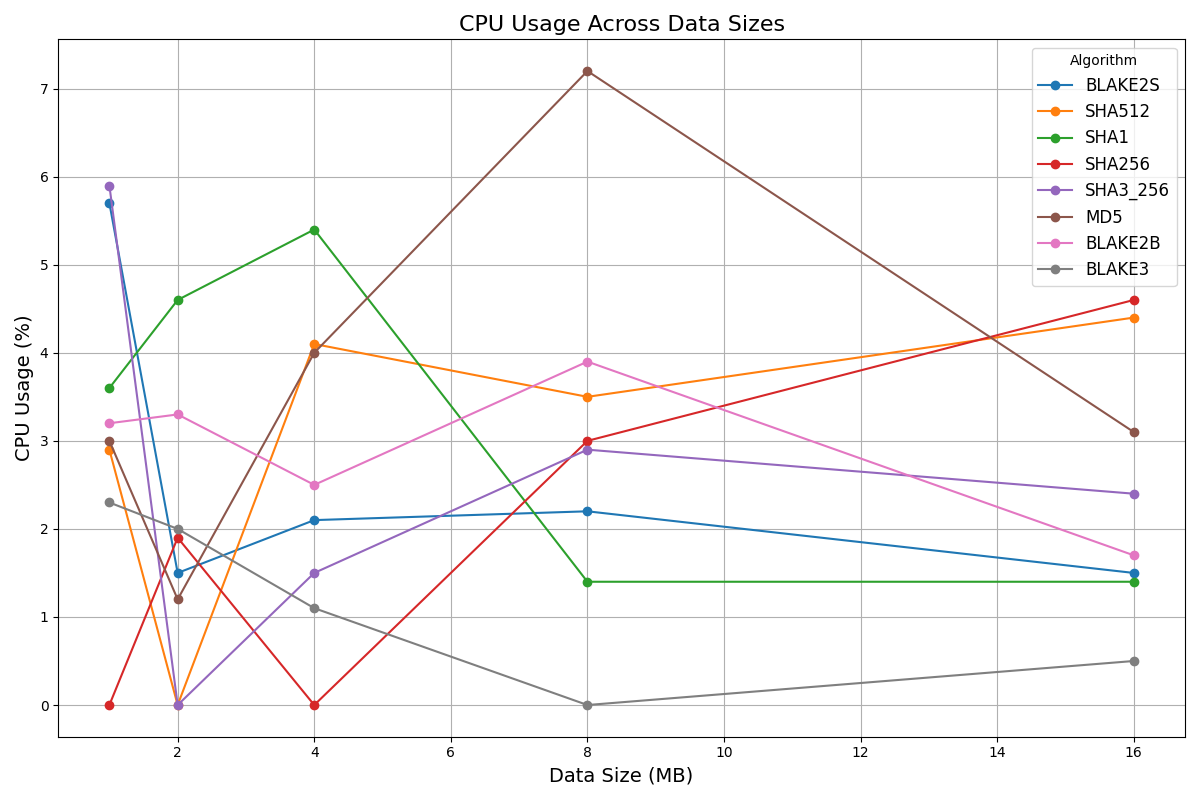 CPU Usage Across Data Sizes
CPU Usage (%)
7
6
5
4
3
2
1
0
Algorithm
BLAKE2S
SHA512
SHA1
SHA256
SHA3_256
MD5
BLAKE2B
BLAKE3
2 4 6 8 10 12 14 16
Data Size (MB)